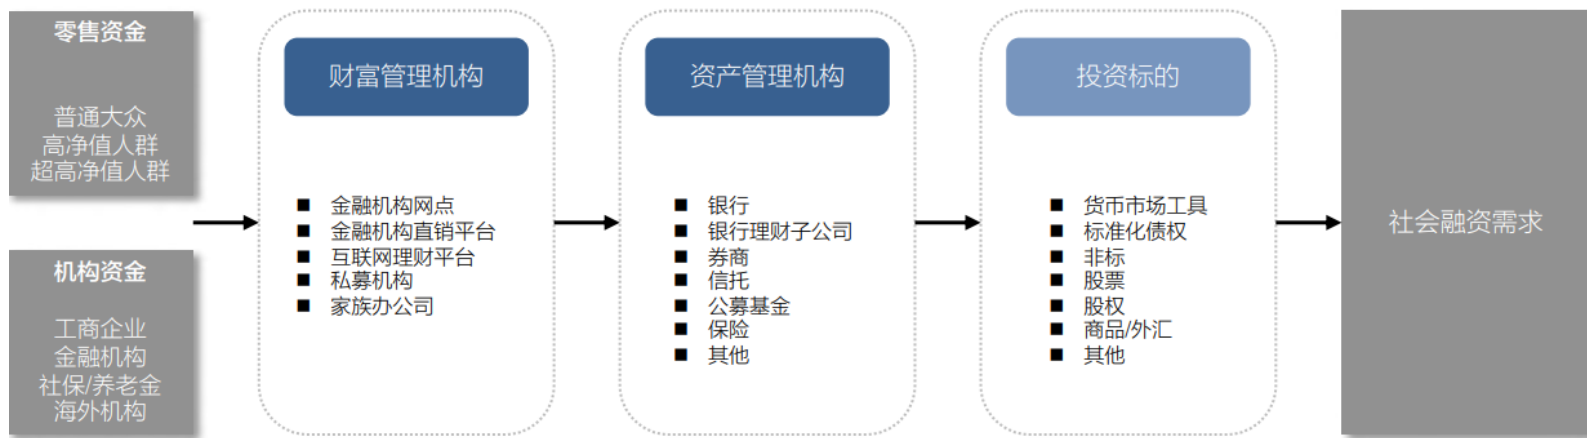 零售资金
普通大众
高净值人群
超高净值人群
机构资金
工商企业
金融机构
社保/养老金
海外机构
财富管理机构
金融机构网点
金融机构直销平台
互联网理财平台
私募机构
家族办公司
资产管理机构
银行
银行理财子公司
券商
信托
公募基金
保险
其他
投资标的
货币市场工具
标准化债权
非标
股票
股权
商品/外汇
其他
社会融资需求